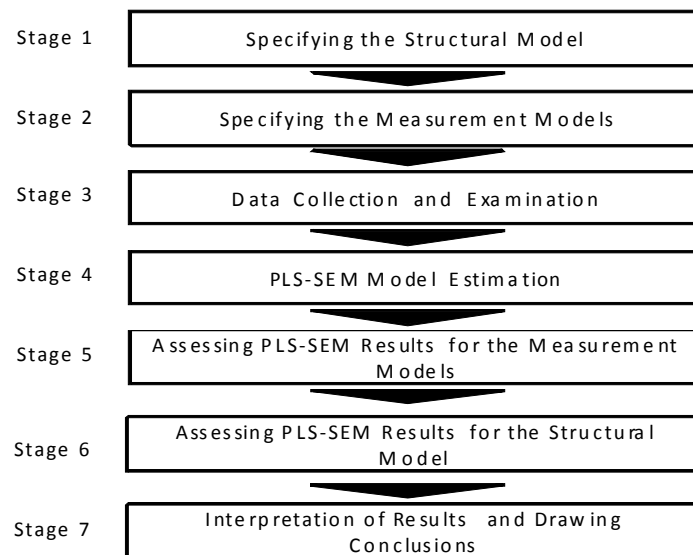 Stage 1
Specifying the Structural Model
Stage 2
Specifying the Measurement Models
Stage 3
Data Collection and Examination
Stage 4
PLS-SEM Model Estimation
Stage 5
Assessing PLS-SEM Results for the Measurement
Models
Stage 6
Assessing PLS-SEM Results for the Structural
Model
Stage 7
Interpretation of Results and Drawing
Conclusions